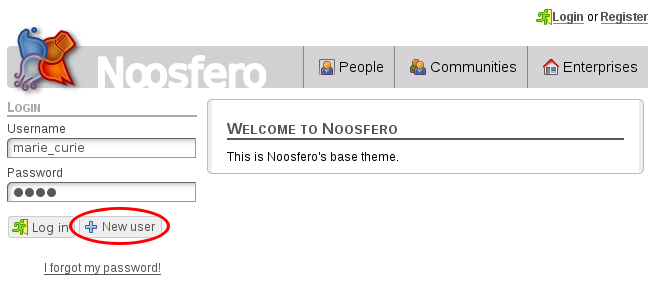 Login or Register
Noosfero
People Communities Enterprises
LOGIN
Username
marie_curie
Password
Log in New user
I forgot my password!
WELCOME TO NOOSFERO
This is Noosfero's base theme.